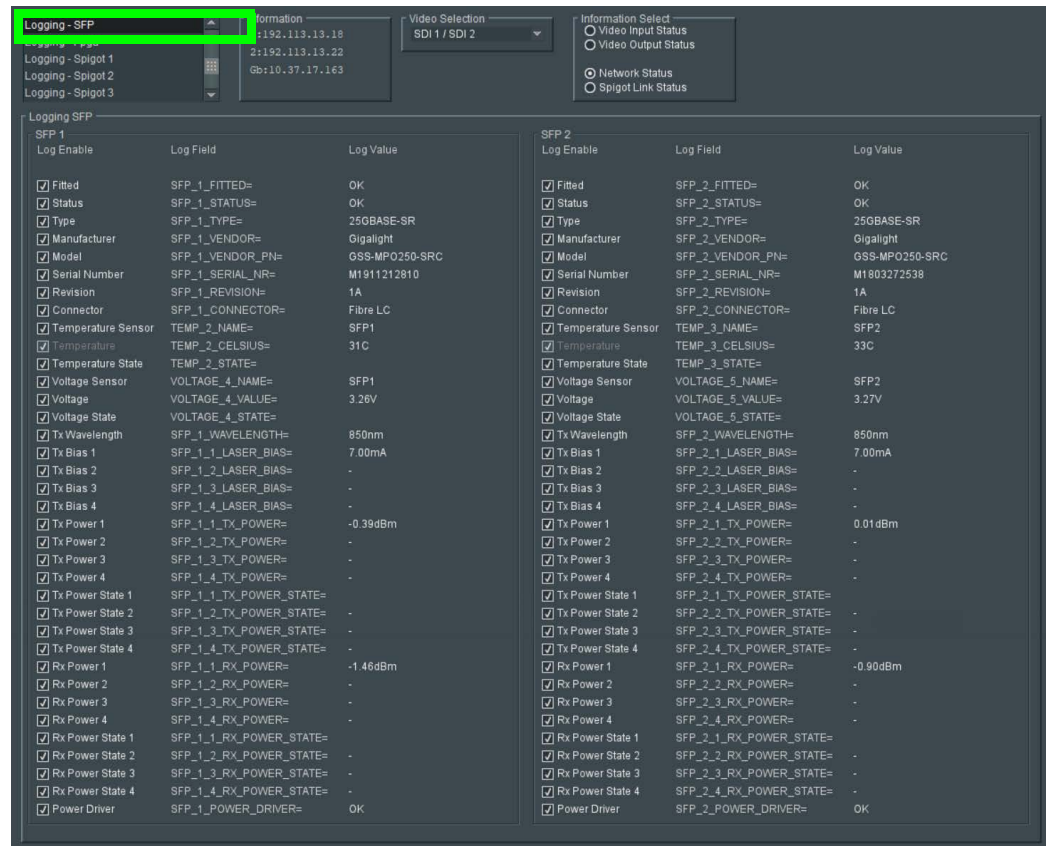 Logging - SFP
Logging - Spigot 1
Logging - Spigot 2
Logging - Spigot 3
:192.113.13.18
2:192.113.13.22
Gb:10.37.17.163
Video Selection
SDI 1 / SDI 2
Information Select
Video Input Status
Video Output Status
Network Status
Spigot Link Status
Logging SFP
SFP 1
Log Enable Log Field Log Value
Fitted SFP_1_FITTED= OK
Status SFP_1_STATUS= OK
Type SFP_1_TYPE= 25GBASE-SR
Manufacturer SFP_1_VENDOR= Gigalight
Model SFP_1_VENDOR_PN= GSS-MPO250-SRC
Serial Number SFP_1_SERIAL_NR= M1911212810
Revision SFP_1_REVISION= 1A
Connector SFP_1_CONNECTOR= Fibre LC
Temperature Sensor TEMP_2_NAME= SFP1
Temperature TEMP_2_CELSIUS= 31C
Temperature State TEMP_2_STATE=
Voltage Sensor VOLTAGE_4_NAME= SFP1
Voltage VOLTAGE_4_VALUE= 3.26V
Voltage State VOLTAGE_4_STATE=
Tx Wavelength SFP_1_WAVELENGTH= 850nm
Tx Bias 1 SFP_1_1_LASER_BIAS= 7.00mA
Tx Bias 2 SFP_1_2_LASER_BIAS= -
Tx Bias 3 SFP_1_3_LASER_BIAS= -
Tx Bias 4 SFP_1_4_LASER_BIAS= -
Tx Power 1 SFP_1_1_TX_POWER= -0.39dBm
Tx Power 2 SFP_1_2_TX_POWER= -
Tx Power 3 SFP_1_3_TX_POWER= -
Tx Power 4 SFP_1_4_TX_POWER= -
Tx Power State 1 SFP_1_1_TX_POWER_STATE=
Tx Power State 2 SFP_1_2_TX_POWER_STATE= -
Tx Power State 3 SFP_1_3_TX_POWER_STATE= -
Tx Power State 4 SFP_1_4_TX_POWER_STATE= -
Rx Power 1 SFP_1_1_RX_POWER= -1.46dBm
Rx Power 2 SFP_1_2_RX_POWER= -
Rx Power 3 SFP_1_3_RX_POWER= -
Rx Power 4 SFP_1_4_RX_POWER= -
Rx Power State 1 SFP_1_1_RX_POWER_STATE=
Rx Power State 2 SFP_1_2_RX_POWER_STATE= -
Rx Power State 3 SFP_1_3_RX_POWER_STATE= -
Rx Power State 4 SFP_1_4_RX_POWER_STATE= -
Power Driver SFP_1_POWER_DRIVER= OK
SFP 2
Log Enable Log Field Log Value
Fitted SFP_2_FITTED= OK
Status SFP_2_STATUS= OK
Type SFP_2_TYPE= 25GBASE-SR
Manufacturer SFP_2_VENDOR= Gigalight
Model SFP_2_VENDOR_PN= GSS-MPO250-SRC
Serial Number SFP_2_SERIAL_NR= M1803272538
Revision SFP_2_REVISION= 1A
Connector SFP_2_CONNECTOR= Fibre LC
Temperature Sensor TEMP_3_NAME= SFP2
Temperature TEMP_3_CELSIUS= 33C
Temperature State TEMP_3_STATE=
Voltage Sensor VOLTAGE_5_NAME= SFP2
Voltage VOLTAGE_5_VALUE= 3.27V
Voltage State VOLTAGE_5_STATE=
Tx Wavelength SFP_2_WAVELENGTH= 850nm
Tx Bias 1 SFP_2_1_LASER_BIAS= 7.00mA
Tx Bias 2 SFP_2_2_LASER_BIAS= -
Tx Bias 3 SFP_2_3_LASER_BIAS= -
Tx Bias 4 SFP_2_4_LASER_BIAS= -
Tx Power 1 SFP_2_1_TX_POWER= 0.01dBm
Tx Power 2 SFP_2_2_TX_POWER= -
Tx Power 3 SFP_2_3_TX_POWER= -
Tx Power 4 SFP_2_4_TX_POWER= -
Tx Power State 1 SFP_2_1_TX_POWER_STATE=
Tx Power State 2 SFP_2_2_TX_POWER_STATE= -
Tx Power State 3 SFP_2_3_TX_POWER_STATE= -
Tx Power State 4 SFP_2_4_TX_POWER_STATE= -
Rx Power 1 SFP_2_1_RX_POWER= -0.90dBm
Rx Power 2 SFP_2_2_RX_POWER= -
Rx Power 3 SFP_2_3_RX_POWER= -
Rx Power 4 SFP_2_4_RX_POWER= -
Rx Power State 1 SFP_2_1_RX_POWER_STATE=
Rx Power State 2 SFP_2_2_RX_POWER_STATE= -
Rx Power State 3 SFP_2_3_RX_POWER_STATE= -
Rx Power State 4 SFP_2_4_RX_POWER_STATE= -
Power Driver SFP_2_POWER_DRIVER= OK